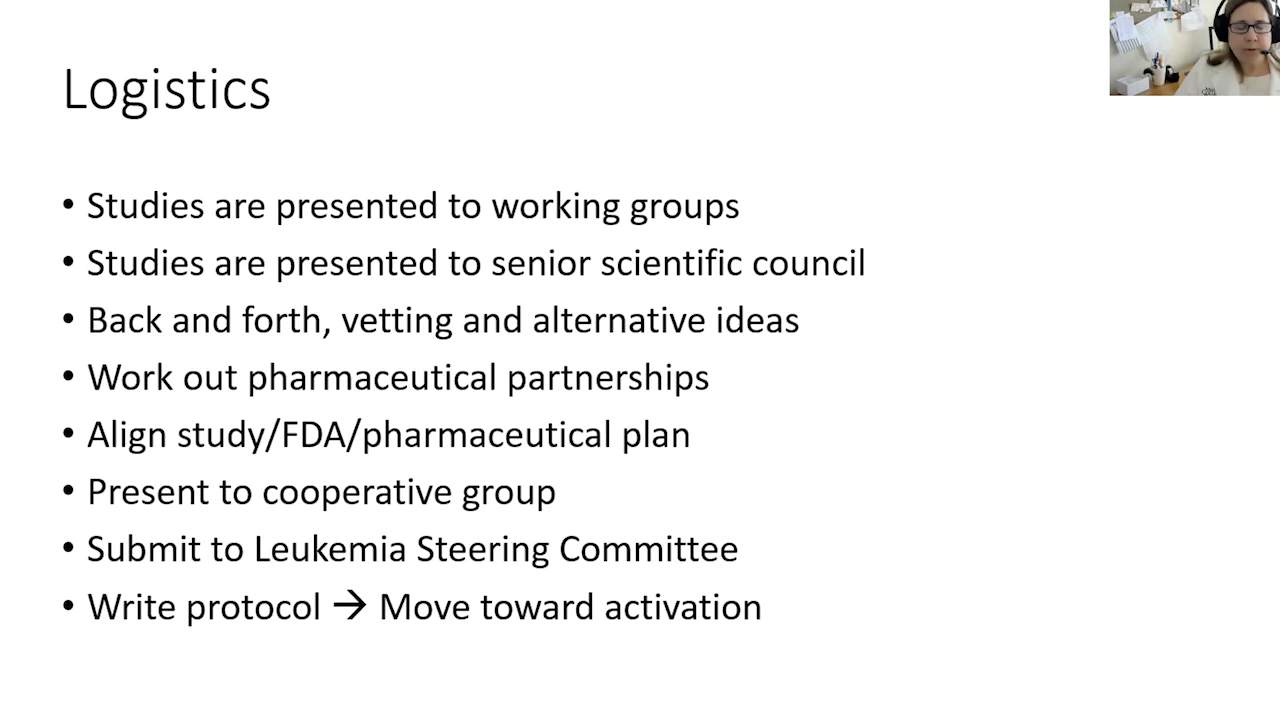 Logistics
• Studies are presented to working groups
• Studies are presented to senior scientific council
• Back and forth, vetting and alternative ideas
• Work out pharmaceutical partnerships
• Align study/FDA/pharmaceutical plan
• Present to cooperative group
• Submit to Leukemia Steering Committee
• Write protocol → Move toward activation